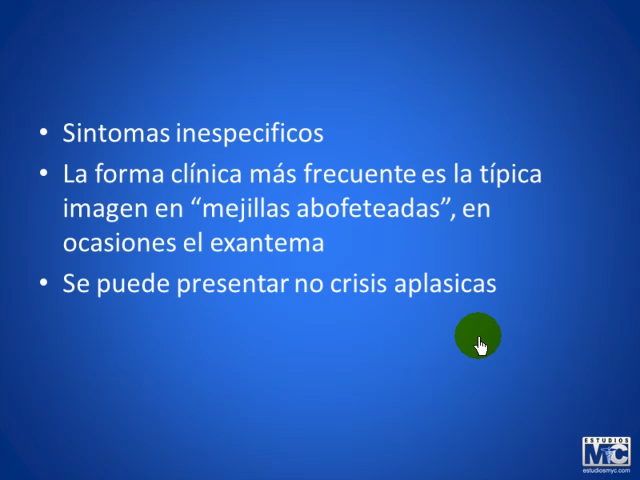 • Sintomas inespecificos
• La forma clínica más frecuente es la típica
imagen en “mejillas abofeteadas”, en
ocasiones el exantema
• Se puede presentar no crisis aplasicas
ESTUDIOS
MyC
estudiosmyc.com